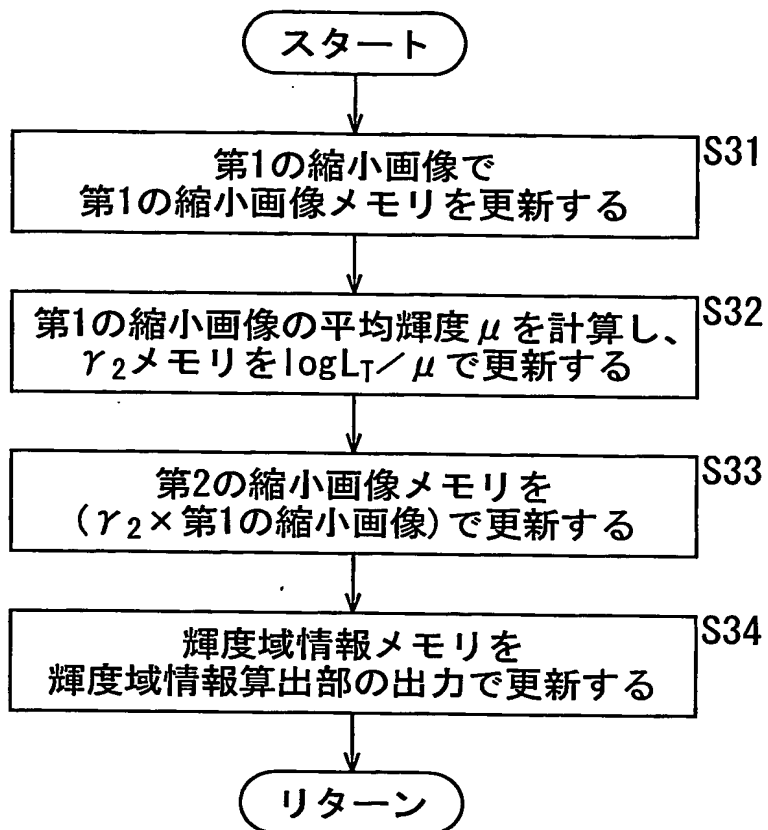 スタート
第1の縮小画像で
第1の縮小画像メモリを更新する
S31
第1の縮小画像の平均輝度μを計算し、
γ₂メモリをlogL_T/μで更新する
S32
第2の縮小画像メモリを
(γ₂×第1の縮小画像)で更新する
S33
輝度域情報メモリを
輝度域情報算出部の出力で更新する
S34
リターン